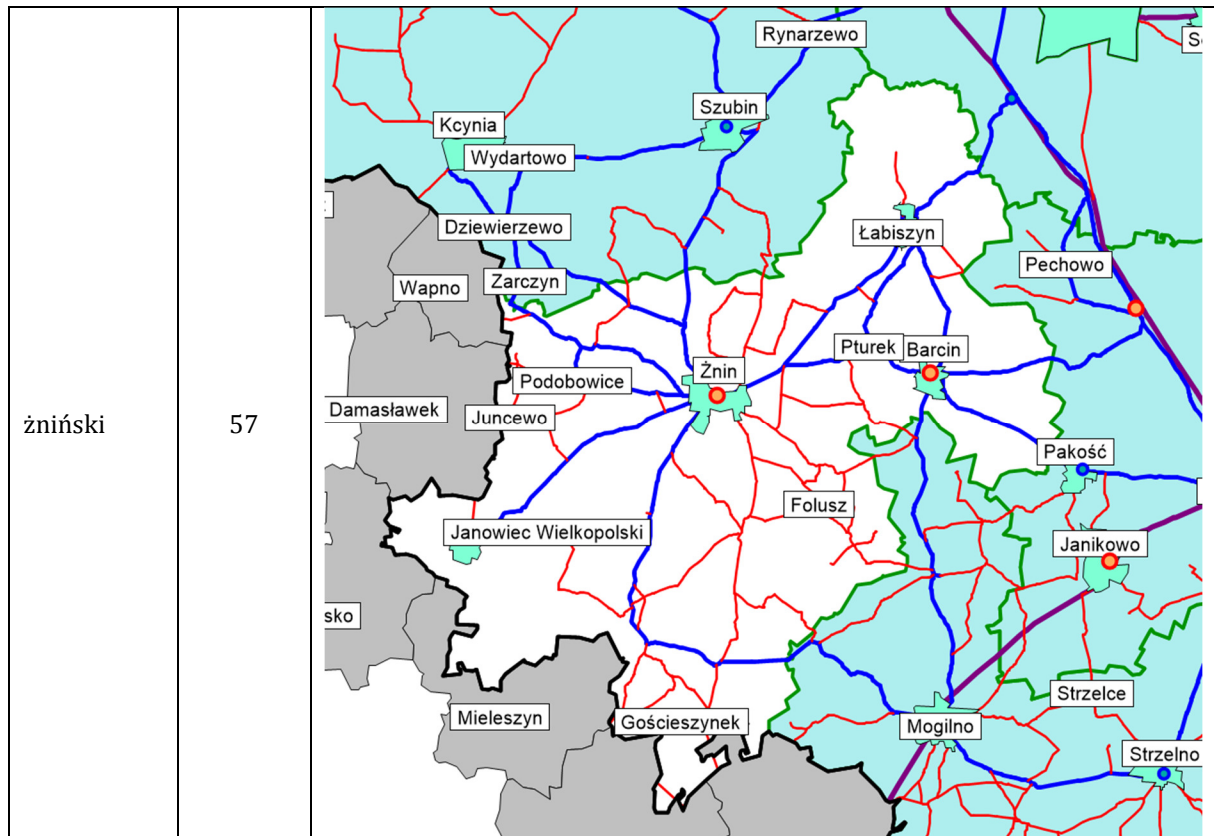 żniński
57
Rynarzewo
Szubin
Kcynia
Wydartowo
Dziewierzewo
Łabiszyn
Pechowo
Wapno
Zarczyn
Pturek
Barcin
Żnin
Podobowice
Damasławek
Juncewo
Pakość
Folusz
Janowiec Wielkopolski
Janikowo
sko
Strzelce
Mieleszyn
Gościeszynek
Mogilno
Strzelno